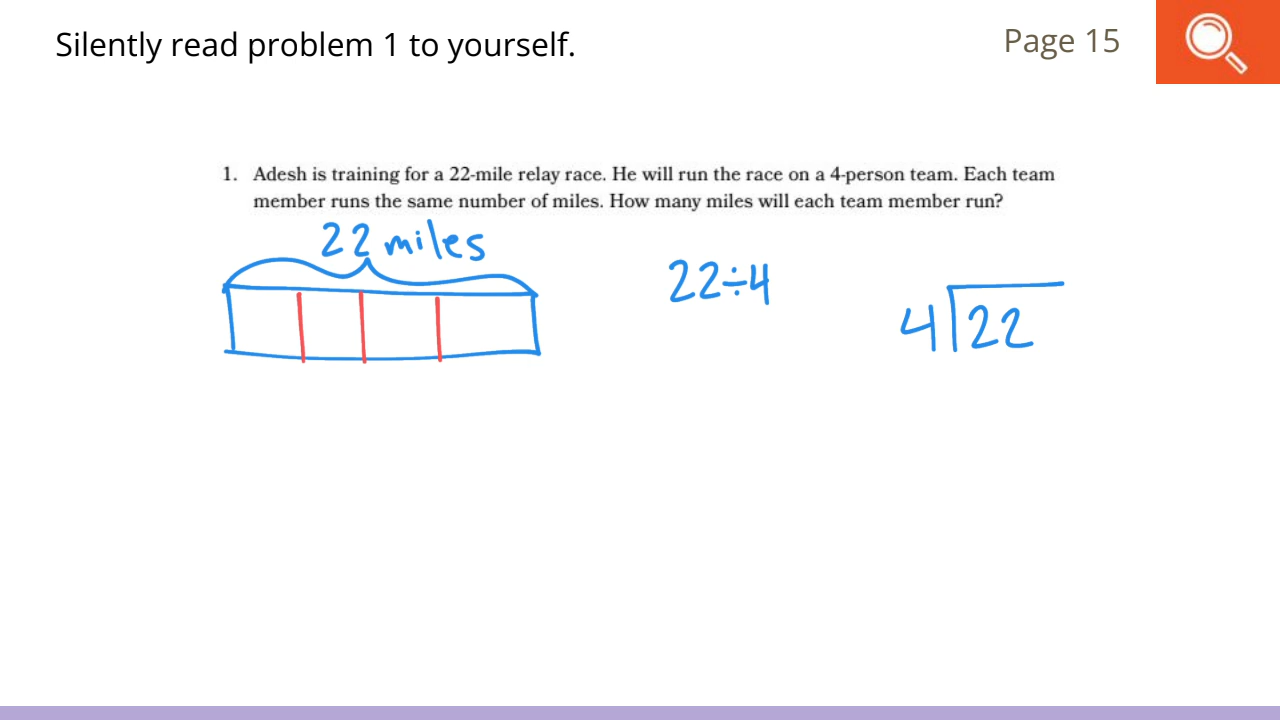 Silently read problem 1 to yourself.
Page 15
1. Adesh is training for a 22-mile relay race. He will run the race on a 4-person team. Each team
member runs the same number of miles. How many miles will each team member run?
22 miles
22÷4
4)22